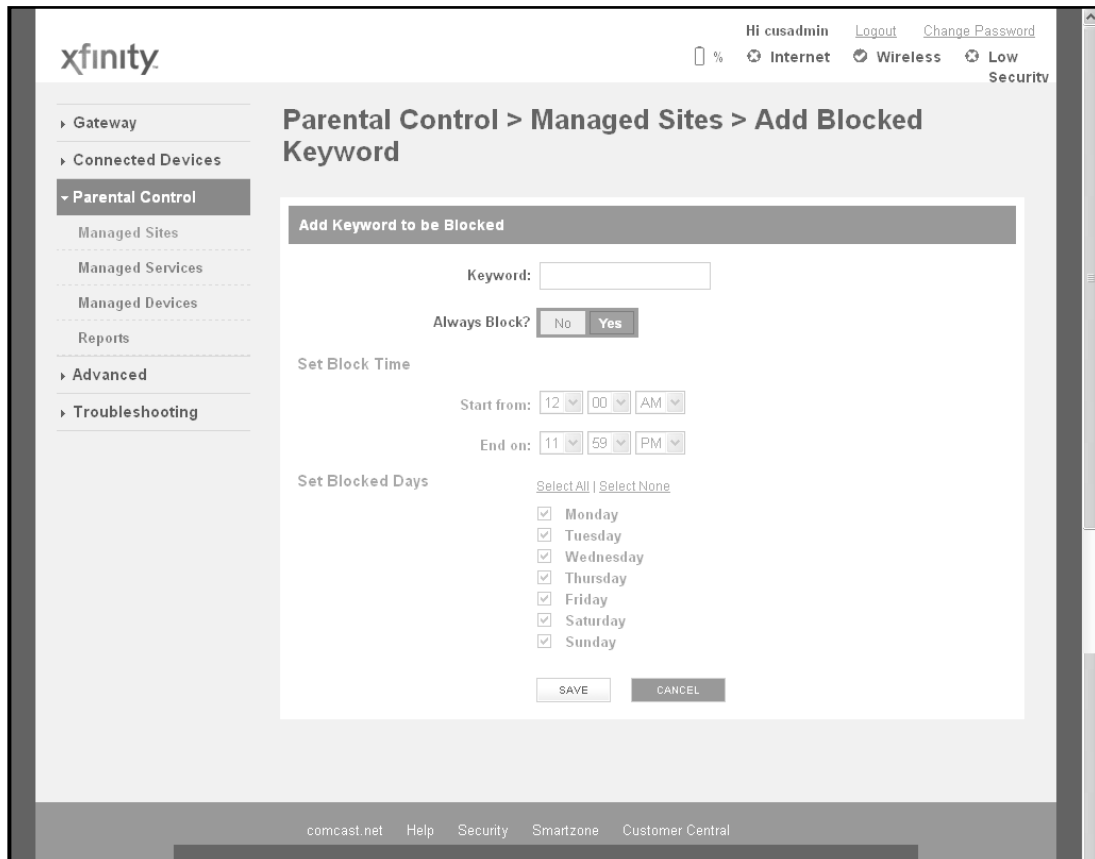 xfinity.
Hi cusadmin Logout Change Password
% Internet Wireless Low Security
Gateway
Connected Devices
Parental Control
Managed Sites
Managed Services
Managed Devices
Reports
Advanced
Troubleshooting
Parental Control > Managed Sites > Add Blocked
Keyword
Add Keyword to be Blocked
Keyword:
Always Block? No Yes
Set Block Time
Start from: 12 00 AM
End on: 11 59 PM
Set Blocked Days
Select All | Select None
Monday
Tuesday
Wednesday
Thursday
Friday
Saturday
Sunday
SAVE CANCEL
comcast.net Help Security Smartzone Customer Central